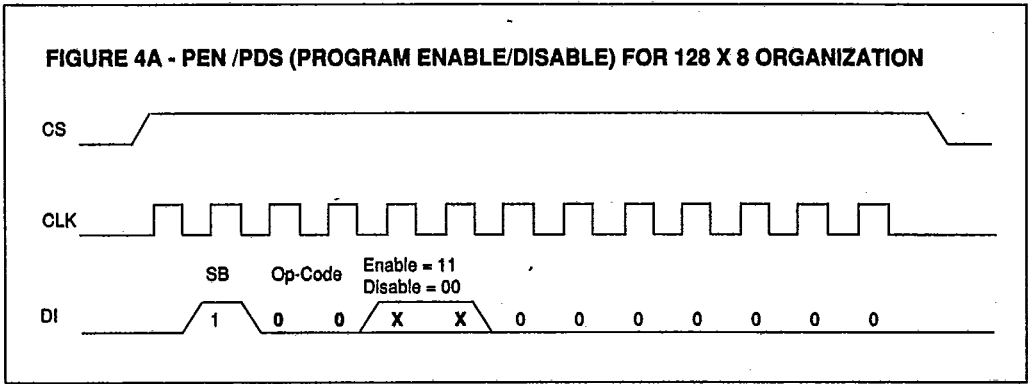 FIGURE 4A - PEN /PDS (PROGRAM ENABLE/DISABLE) FOR 128 X 8 ORGANIZATION
CS
CLK
SB Op-Code Enable = 11
Disable = 00
DI 1 0 0 X X 0 0 0 0 0 0 0